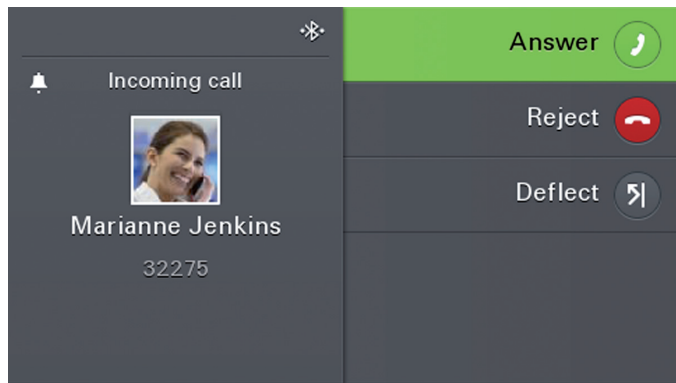 Incoming call
Marianne Jenkins
32275
Answer
Reject
Deflect